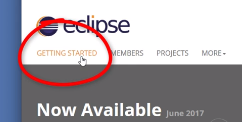 eclipse
GETTING STARTED MEMBERS PROJECTS MORE
Now Available June 2017